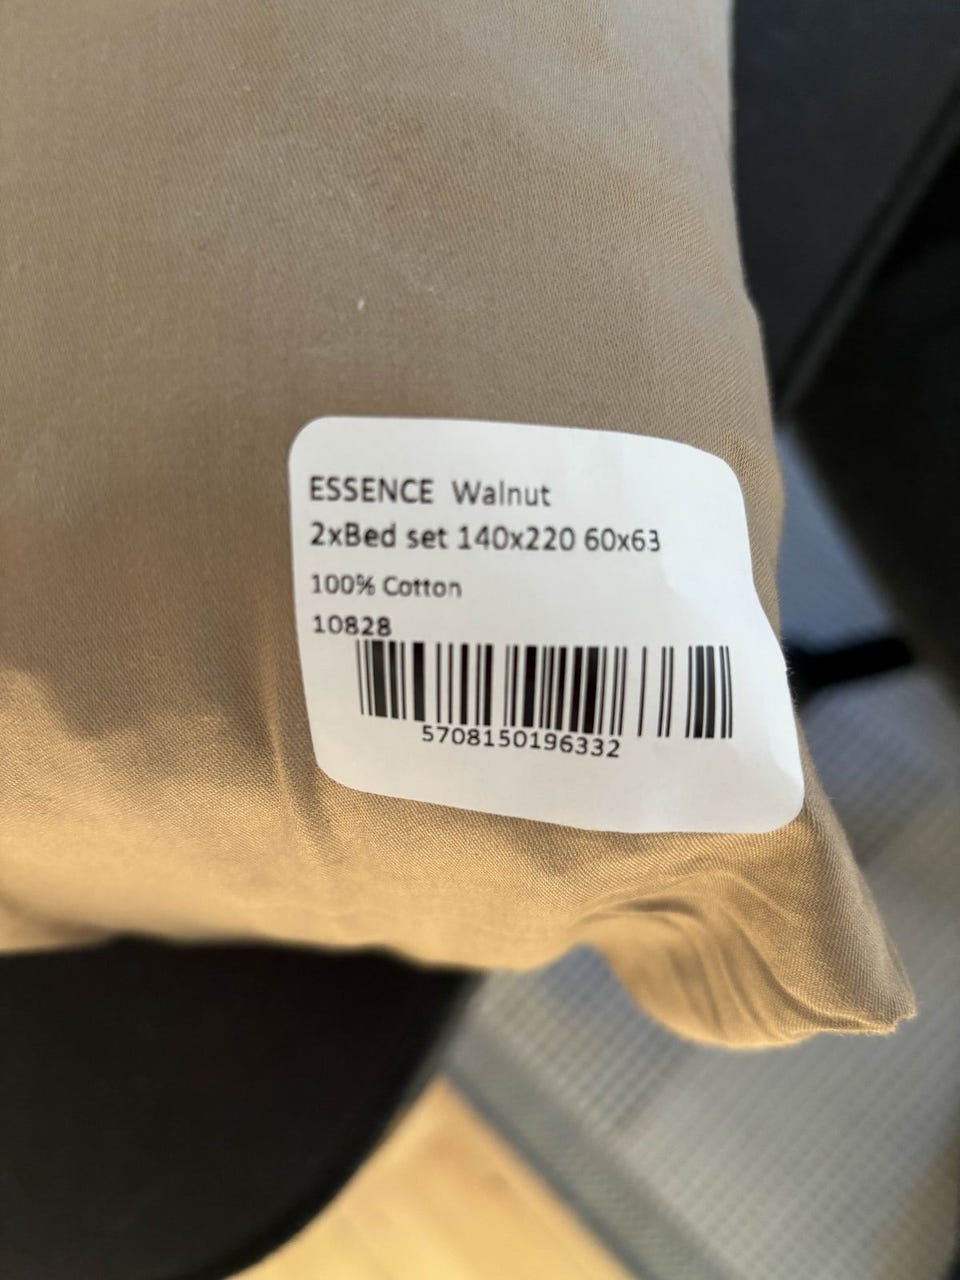 ESSENCE Walnut
2xBed set 140x220 60x63
100% Cotton
10828
5708150196332